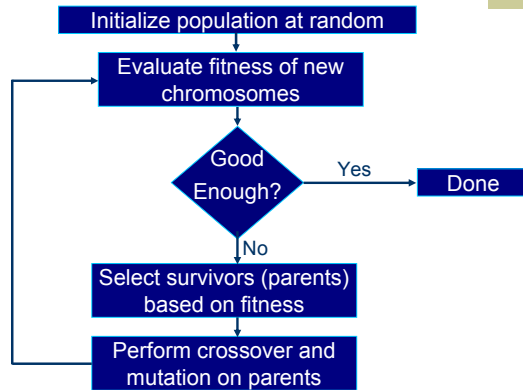 Initialize population at random
Evaluate fitness of new
chromosomes
Good
Enough?
Yes
Done
No
Select survivors (parents)
based on fitness
Perform crossover and
mutation on parents